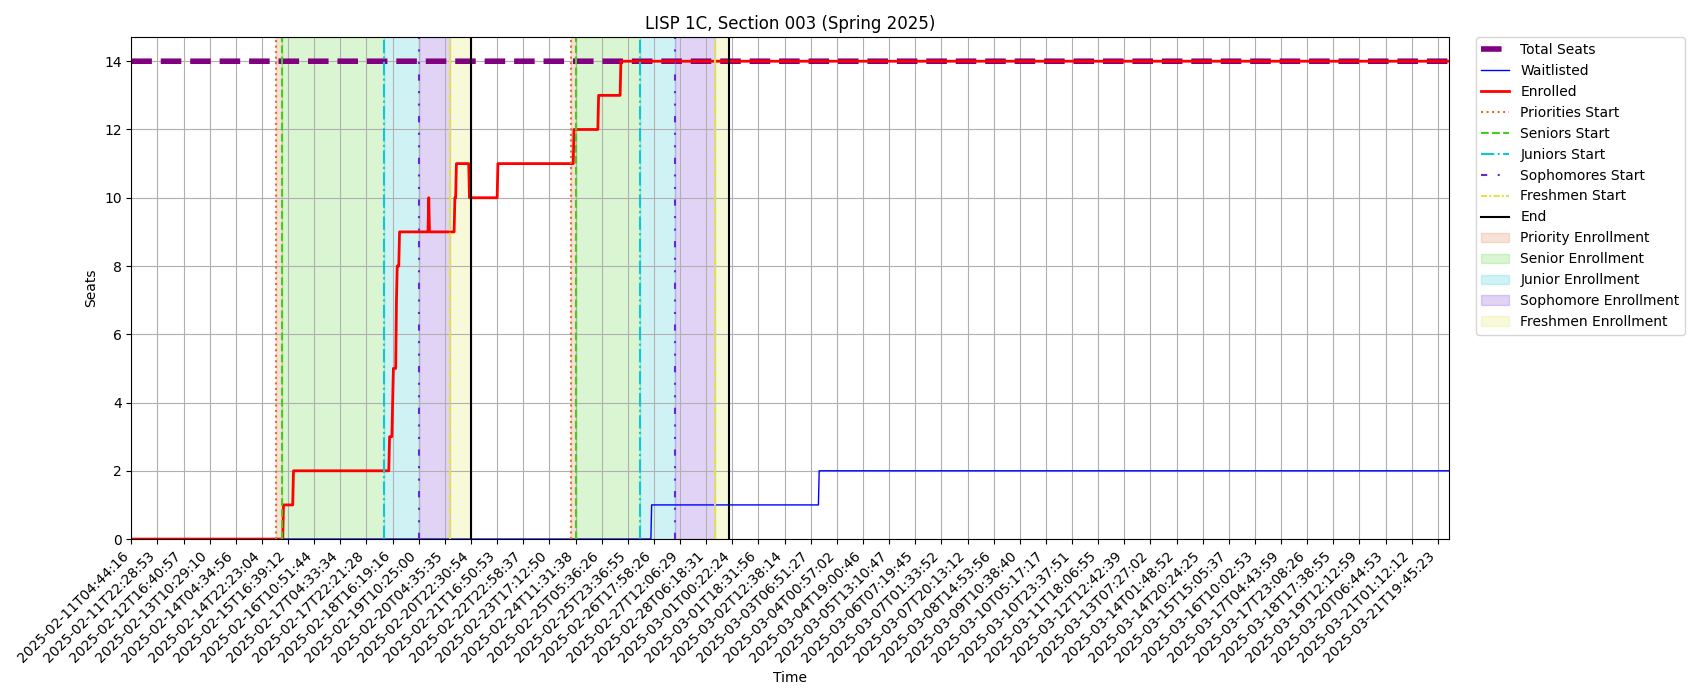 LISP 1C, Section 003 (Spring 2025)
Seats
14
12
10
8
6
4
2
0
2025-02-11T04:44:16
2025-02-11T22:28:53
2025-02-12T16:40:57
2025-02-13T10:29:10
2025-02-14T04:34:56
2025-02-14T22:23:04
2025-02-15T16:39:12
2025-02-16T10:51:44
2025-02-17T04:33:34
2025-02-17T22:21:28
2025-02-18T16:19:16
2025-02-19T10:25:00
2025-02-20T04:35:35
2025-02-20T22:30:54
2025-02-21T16:50:53
2025-02-22T22:58:37
2025-02-23T17:12:50
2025-02-24T11:31:38
2025-02-25T05:36:26
2025-02-25T23:36:55
2025-02-26T17:58:26
2025-02-27T12:06:29
2025-02-28T06:18:31
2025-03-01T00:22:24
2025-03-01T18:31:56
2025-03-02T12:38:14
2025-03-03T06:51:27
2025-03-04T00:57:02
2025-03-04T19:00:46
2025-03-05T13:10:47
2025-03-06T07:19:45
2025-03-07T01:33:52
2025-03-07T20:13:12
2025-03-08T14:53:56
2025-03-09T10:38:40
2025-03-10T05:17:17
2025-03-10T23:37:51
2025-03-11T18:06:55
2025-03-12T12:42:39
2025-03-13T07:27:02
2025-03-14T01:48:52
2025-03-14T20:24:25
2025-03-15T15:05:37
2025-03-16T10:02:53
2025-03-17T04:43:59
2025-03-17T23:08:26
2025-03-18T17:38:55
2025-03-19T12:12:59
2025-03-20T06:44:53
2025-03-21T01:12:12
2025-03-21T19:45:23
Time
Total Seats
Waitlisted
Enrolled
Priorities Start
Seniors Start
Juniors Start
Sophomores Start
Freshmen Start
End
Priority Enrollment
Senior Enrollment
Junior Enrollment
Sophomore Enrollment
Freshmen Enrollment